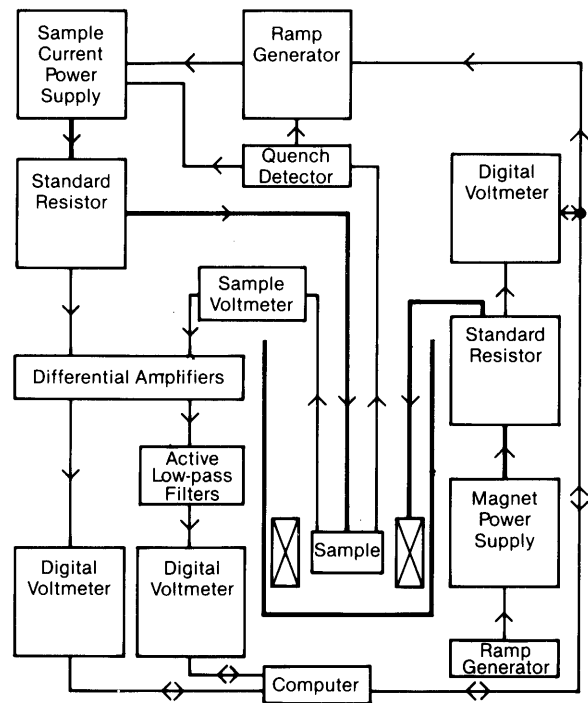 Sample
Current
Power
Supply
Ramp
Generator
Quench
Detector
Standard
Resistor
Digital
Voltmeter
Sample
Voltmeter
Standard
Resistor
Differential Amplifiers
Active
Low-pass
Filters
Magnet
Power
Supply
Sample
Digital
Voltmeter
Digital
Voltmeter
Ramp
Generator
Computer